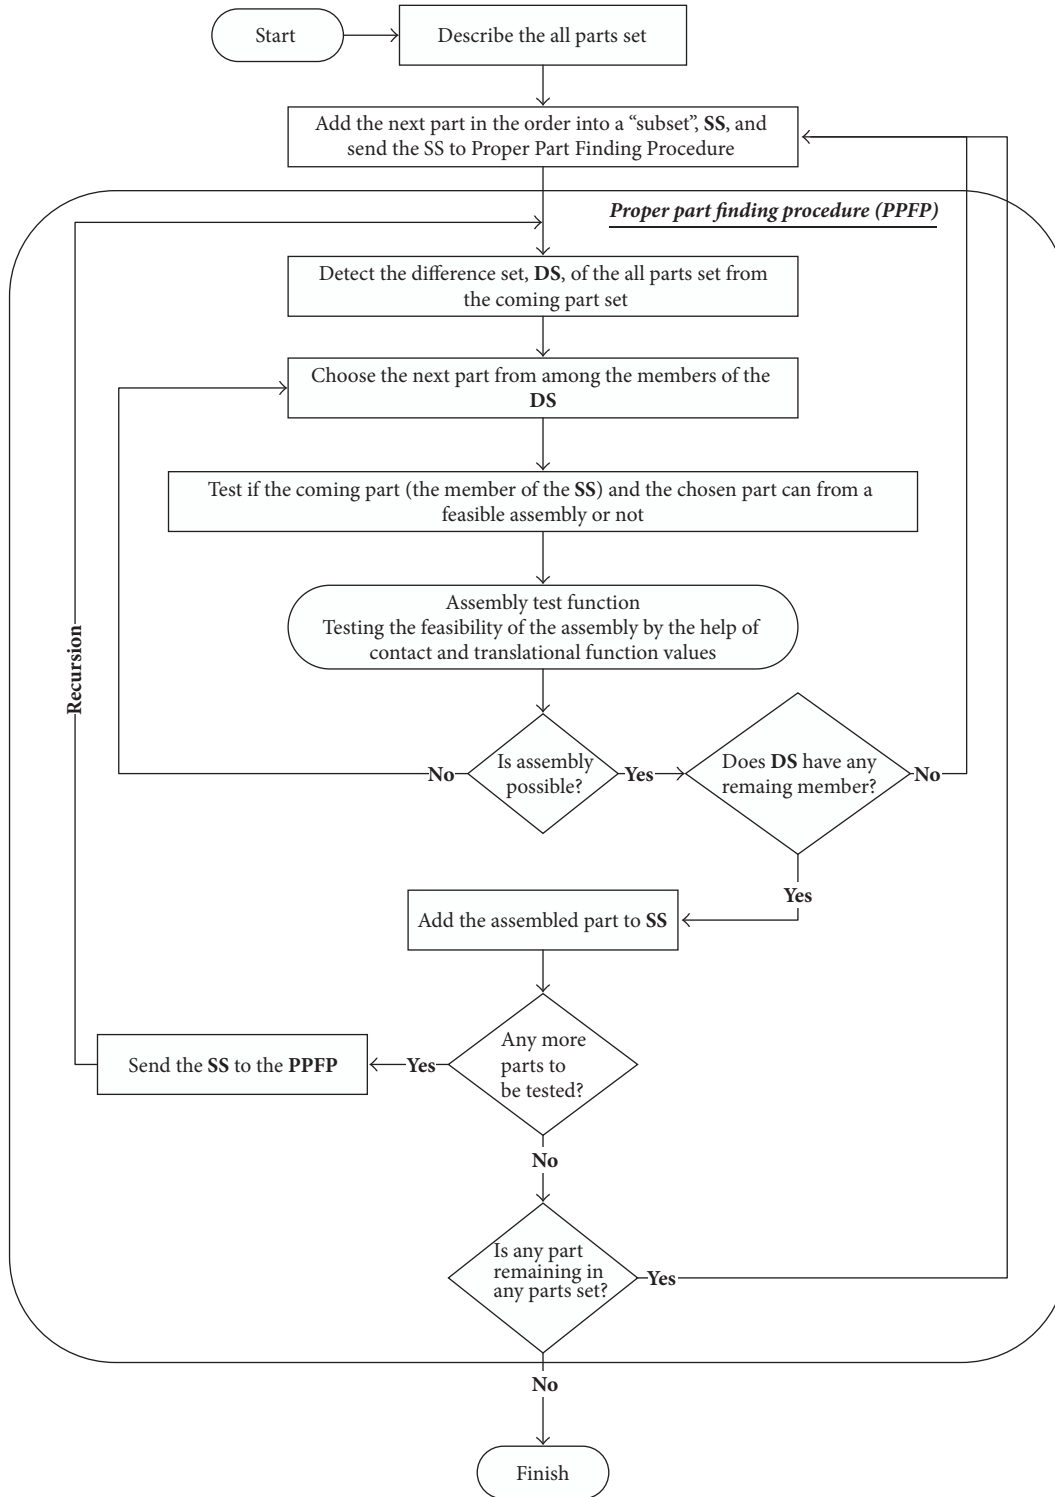 Start
Describe the all parts set
Add the next part in the order into a “subset”, SS, and
send the SS to Proper Part Finding Procedure
Proper part finding procedure (PPFP)
Detect the difference set, DS, of the all parts set from
the coming part set
Choose the next part from among the members of the
DS
Test if the coming part (the member of the SS) and the chosen part can from a
feasible assembly or not
Assembly test function
Testing the feasibility of the assembly by the help of
contact and translational function values
Recursion
Is assembly
possible?
No
Yes
Does DS have any
remaing member?
No
Yes
Add the assembled part to SS
Any more
parts to
be tested?
Yes
Send the SS to the PPFP
No
Is any part
remaining in
any parts set?
Yes
No
Finish